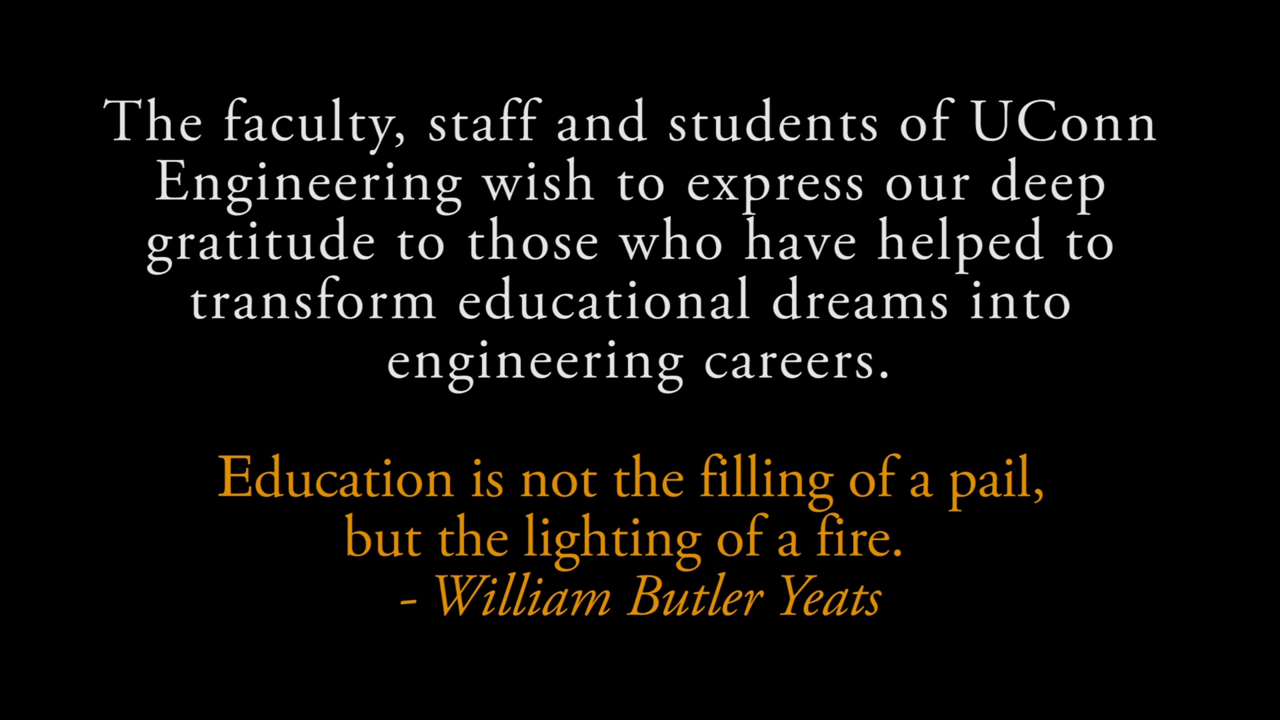 The faculty, staff and students of UConn
Engineering wish to express our deep
gratitude to those who have helped to
transform educational dreams into
engineering careers.
Education is not the filling of a pail,
but the lighting of a fire.
- William Butler Yeats